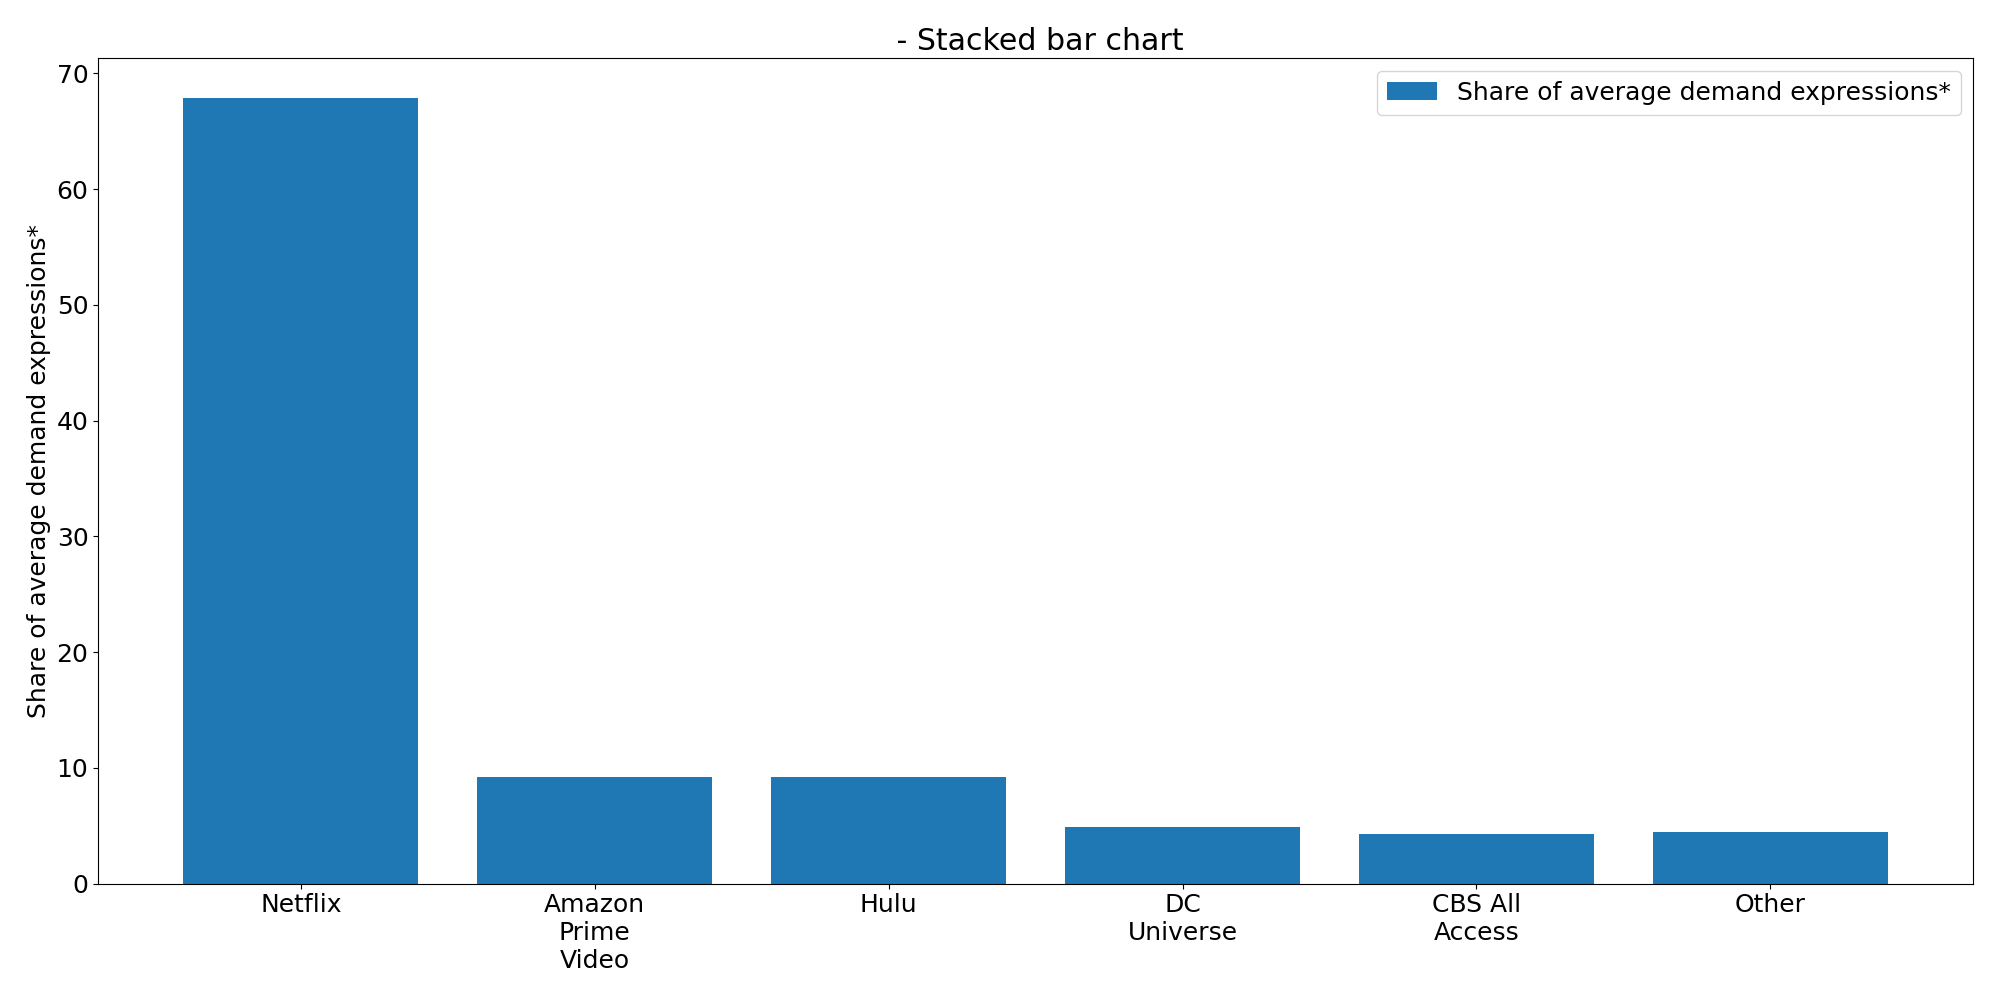 - Stacked bar chart
Share of average demand expressions*
Share of average demand expressions*
70
60
50
40
30
20
10
0
Netflix
Amazon
Prime
Video
Hulu
DC
Universe
CBS All
Access
Other